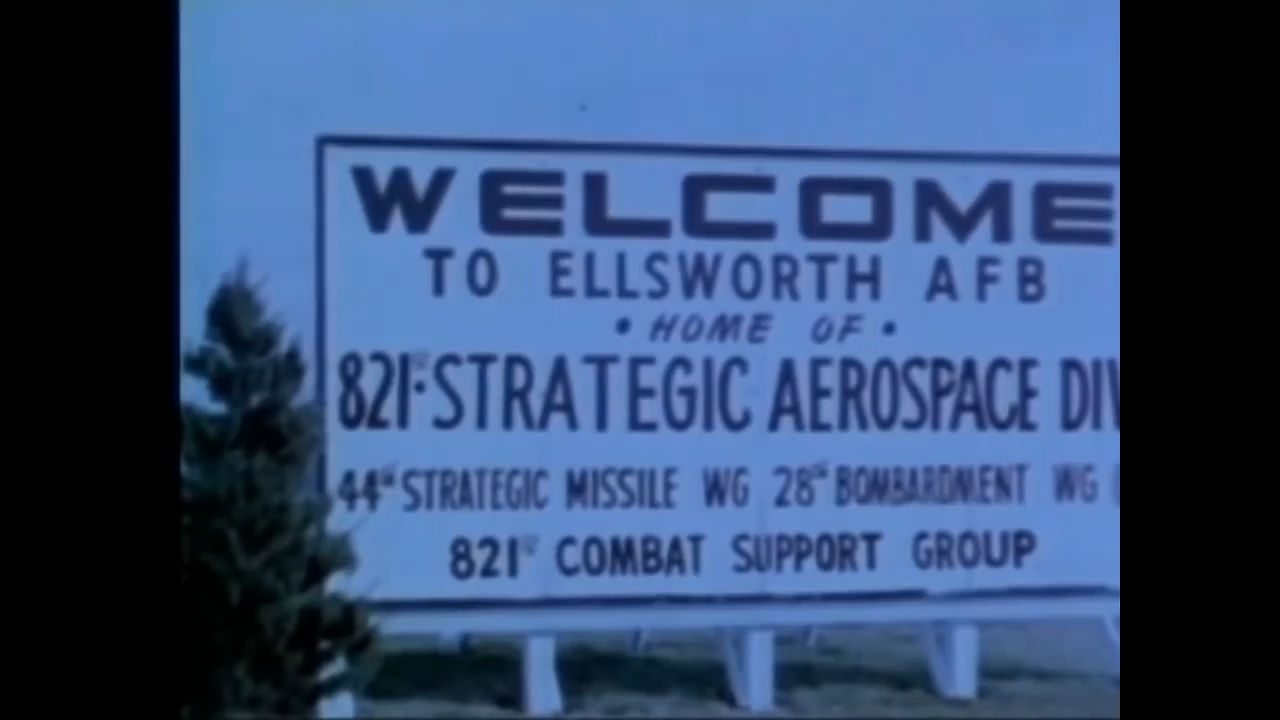 WELCOME
TO ELLSWORTH AFB
• HOME OF •
821ST STRATEGIC AEROSPACE DIV
44TH STRATEGIC MISSILE WG 28TH BOMBARDMENT WG
821ST COMBAT SUPPORT GROUP